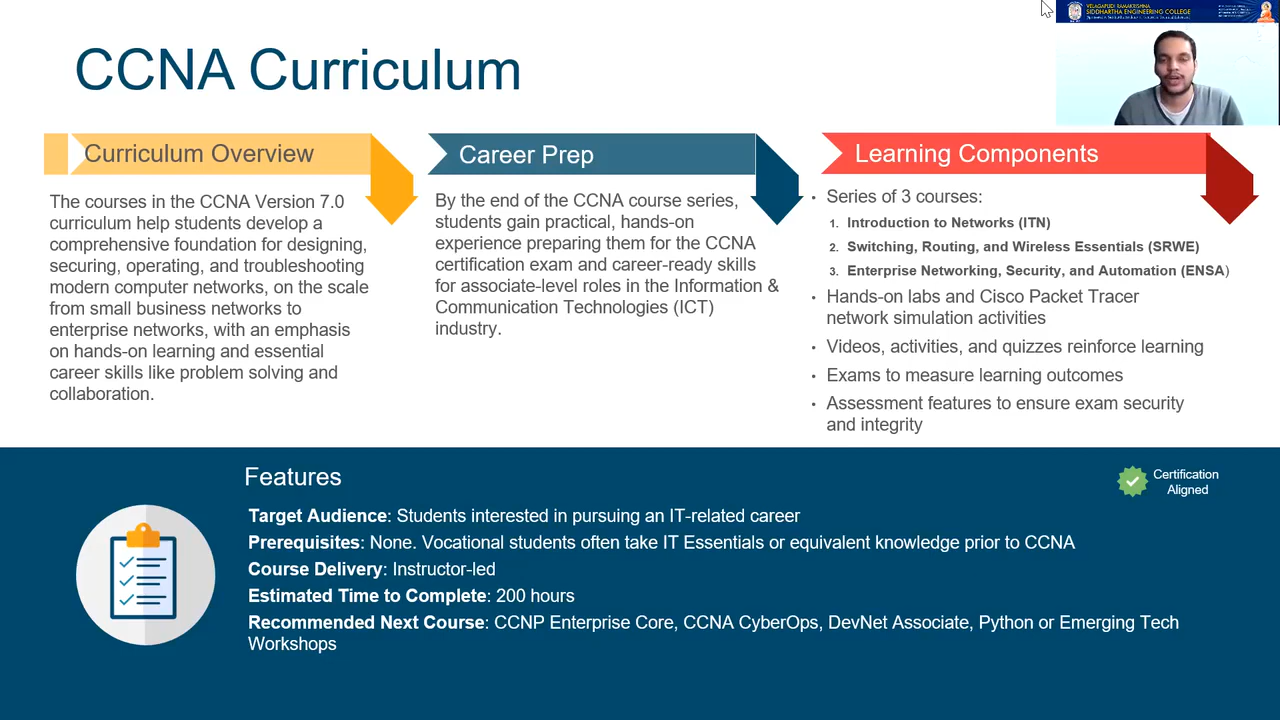 VELAGAPUDI RAMAKRISHNA
SIDDHARTHA ENGINEERING COLLEGE
CCNA Curriculum
Curriculum Overview
The courses in the CCNA Version 7.0
curriculum help students develop a
comprehensive foundation for designing,
securing, operating, and troubleshooting
modern computer networks, on the scale
from small business networks to
enterprise networks, with an emphasis
on hands-on learning and essential
career skills like problem solving and
collaboration.
Career Prep
By the end of the CCNA course series,
students gain practical, hands-on
experience preparing them for the CCNA
certification exam and career-ready skills
for associate-level roles in the Information &
Communication Technologies (ICT)
industry.
Learning Components
• Series of 3 courses:
1. Introduction to Networks (ITN)
2. Switching, Routing, and Wireless Essentials (SRWE)
3. Enterprise Networking, Security, and Automation (ENSA)
• Hands-on labs and Cisco Packet Tracer
network simulation activities
• Videos, activities, and quizzes reinforce learning
• Exams to measure learning outcomes
• Assessment features to ensure exam security
and integrity
Features
Certification
Aligned
Target Audience: Students interested in pursuing an IT-related career
Prerequisites: None. Vocational students often take IT Essentials or equivalent knowledge prior to CCNA
Course Delivery: Instructor-led
Estimated Time to Complete: 200 hours
Recommended Next Course: CCNP Enterprise Core, CCNA CyberOps, DevNet Associate, Python or Emerging Tech
Workshops